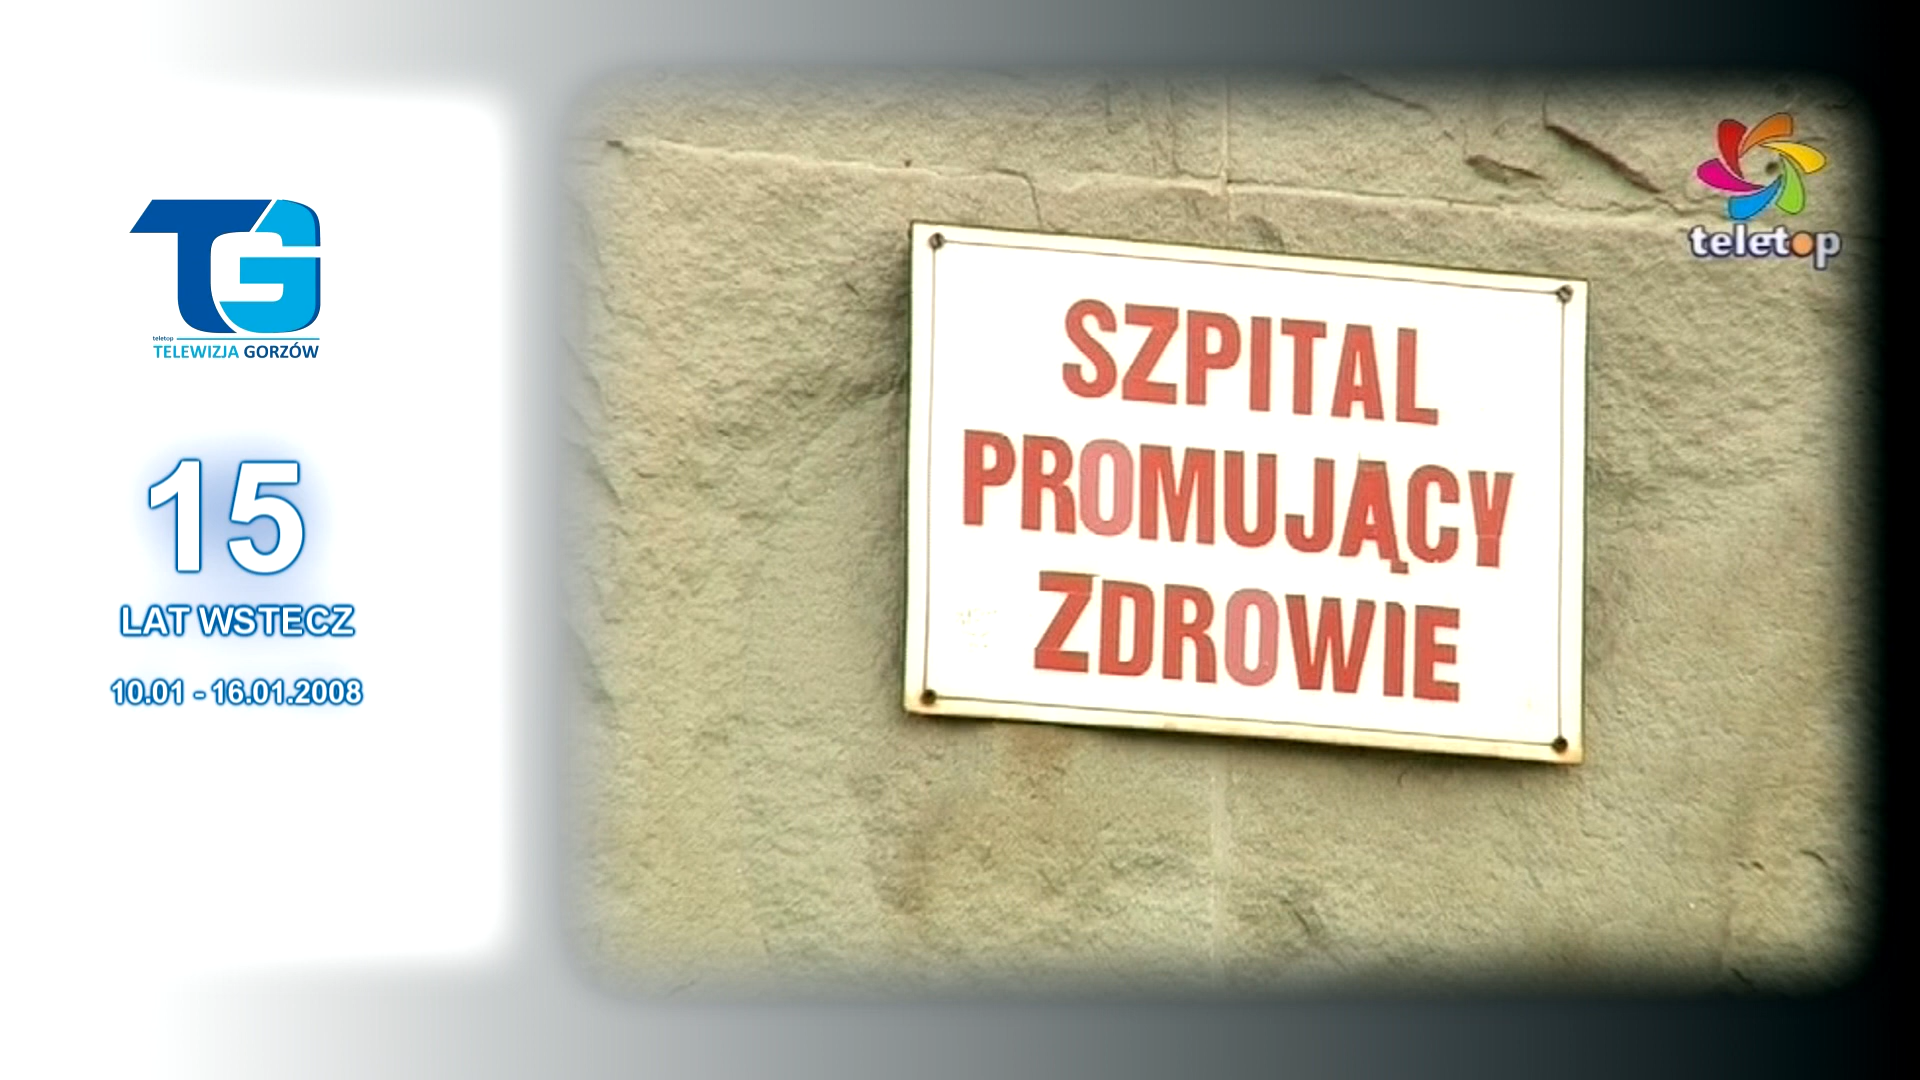 TG
teletop
TELEWIZJA GORZÓW
15
LAT WSTECZ
10.01 - 16.01.2008
teletop
SZPITAL
PROMUJĄCY
ZDROWIE